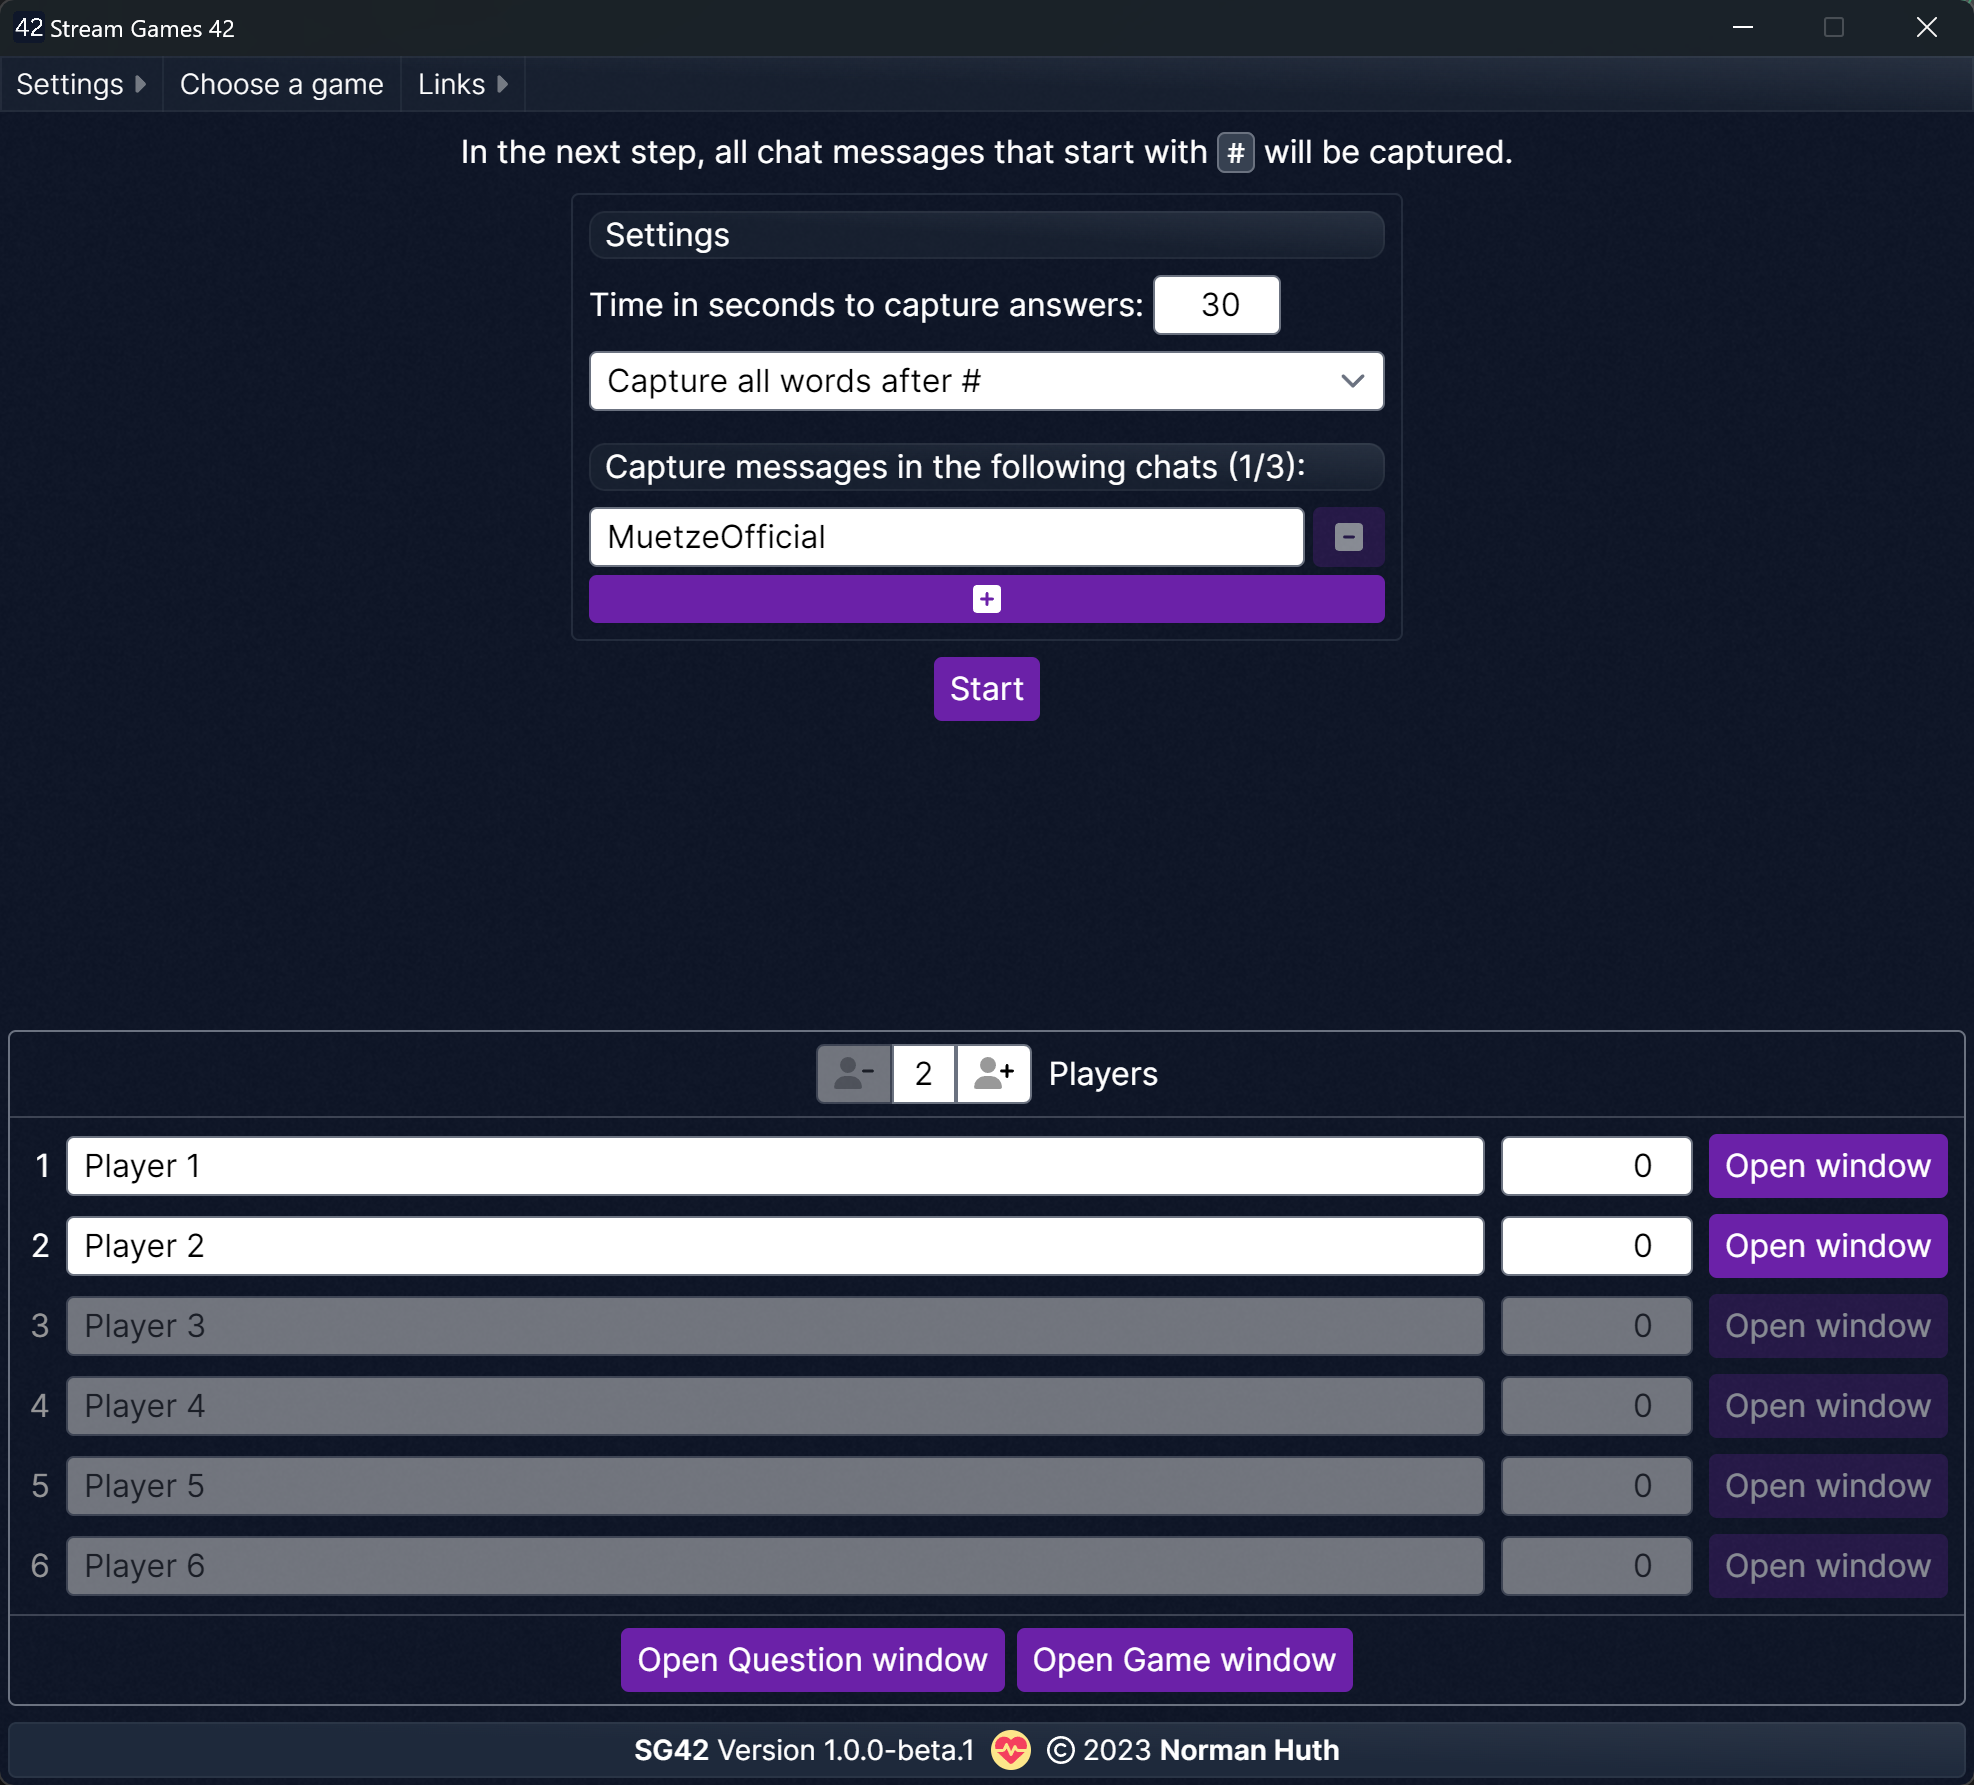 42 Stream Games 42
Settings Choose a game Links
In the next step, all chat messages that start with # will be captured.
Settings
Time in seconds to capture answers: 30
Capture all words after #
Capture messages in the following chats (1/3):
MuetzeOfficial
Start
2 Players
1 Player 1 0 Open window
2 Player 2 0 Open window
3 Player 3 0 Open window
4 Player 4 0 Open window
5 Player 5 0 Open window
6 Player 6 0 Open window
Open Question window Open Game window
SG42 Version 1.0.0-beta.1 © 2023 Norman Huth